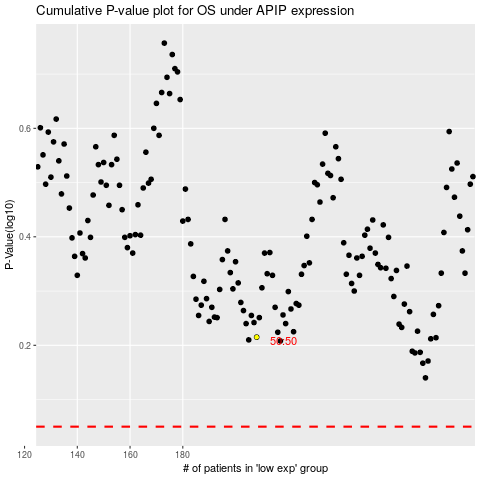 Cumulative P-value plot for OS under APIP expression
P-Value(log10)
0.6
0.4
0.2
50:50
120 140 160 180
# of patients in 'low exp' group